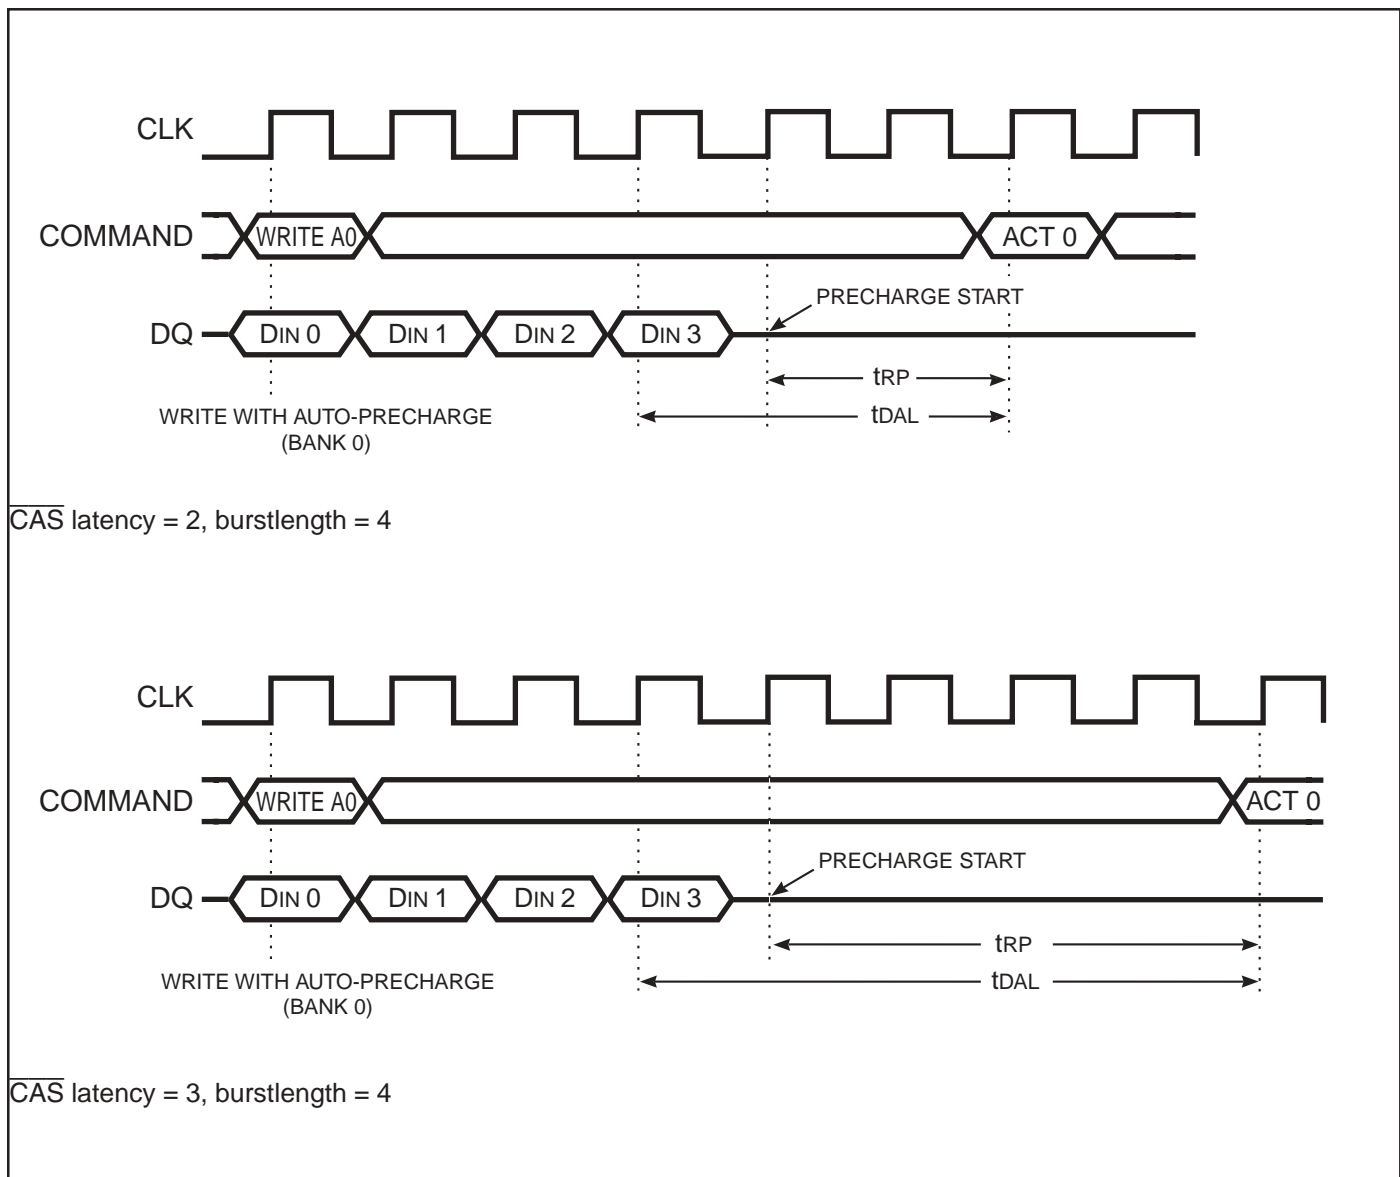 CLK
COMMAND WRITE A0 ACT 0
PRECHARGE START
DQ DIN 0 DIN 1 DIN 2 DIN 3
tRP
tDAL
WRITE WITH AUTO-PRECHARGE
(BANK 0)
CAS latency = 2, burstlength = 4
CLK
COMMAND WRITE A0 ACT 0
PRECHARGE START
DQ DIN 0 DIN 1 DIN 2 DIN 3
tRP
tDAL
WRITE WITH AUTO-PRECHARGE
(BANK 0)
CAS latency = 3, burstlength = 4